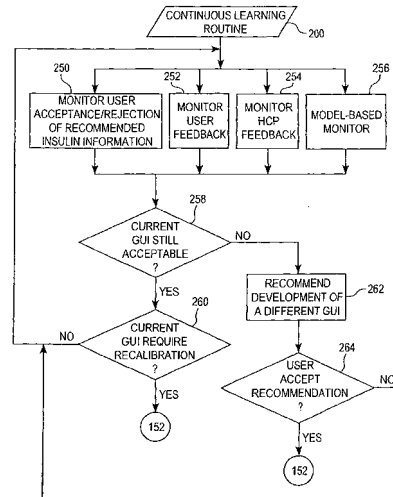 CONTINUOUS LEARNING
ROUTINE
200
250
252
254
256
MONITOR USER
ACCEPTANCE/REJECTION
OF RECOMMENDED
INSULIN INFORMATION
MONITOR
USER
FEEDBACK
MONITOR
HCP
FEEDBACK
MODEL-BASED
MONITOR
258
CURRENT
GUI STILL
ACCEPTABLE
?
NO
YES
262
RECOMMEND
DEVELOPMENT OF
A DIFFERENT GUI
260
NO
CURRENT
GUI REQUIRE
RECALIBRATION
?
YES
152
264
USER
ACCEPT
RECOMMENDATION
?
NO
YES
152